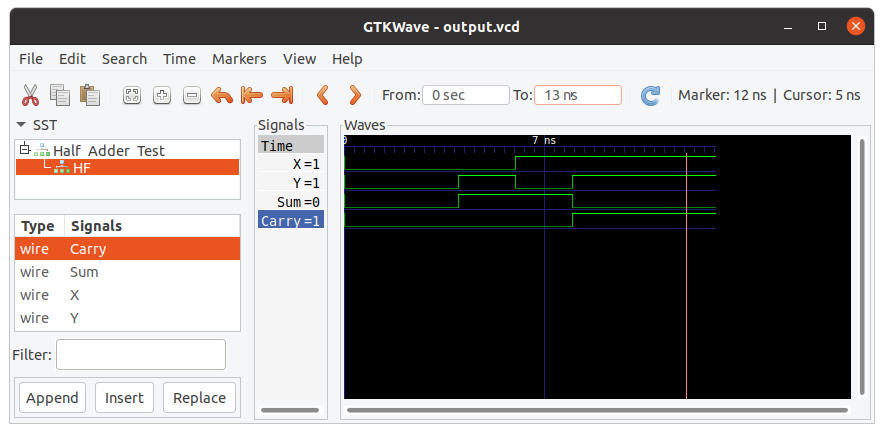 GTKWave - output.vcd
File Edit Search Time Markers View Help
From: 0 sec To: 13 ns Marker: 12 ns | Cursor: 5 ns
SST
Half_Adder_Test
HF
Type Signals
wire Carry
wire Sum
wire X
wire Y
Filter:
Append Insert Replace
Signals
Time
X =1
Y =1
Sum =0
Carry =1
Waves
0 7 ns